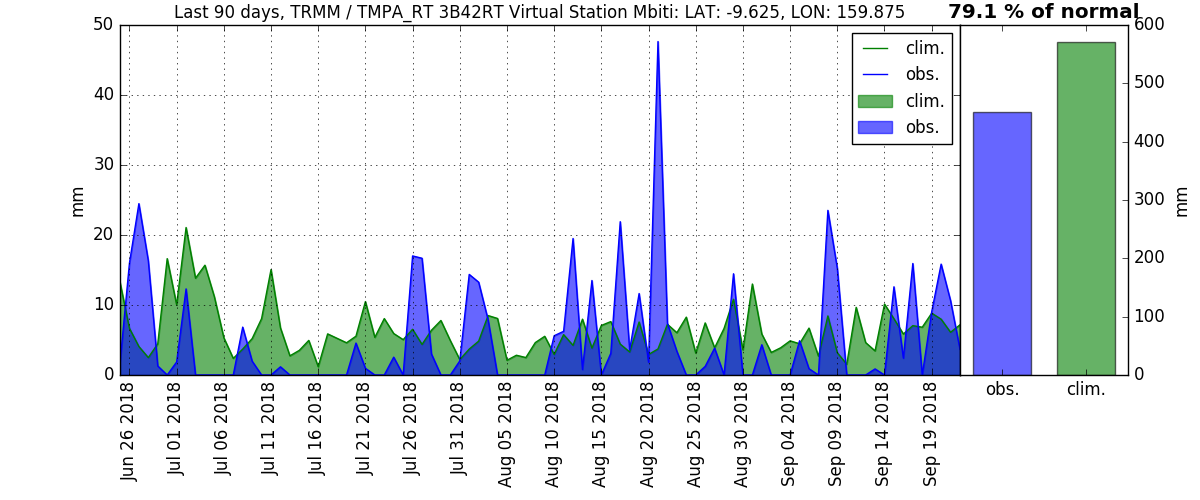 Last 90 days, TRMM / TMPA_RT 3B42RT Virtual Station Mbiti: LAT: -9.625, LON: 159.875
79.1 % of normal
50
40
30
20
10
0
mm
clim.
obs.
clim.
obs.
600
500
400
300
200
100
0
mm
obs.
clim.
Jun 26 2018
Jul 01 2018
Jul 06 2018
Jul 11 2018
Jul 16 2018
Jul 21 2018
Jul 26 2018
Jul 31 2018
Aug 05 2018
Aug 10 2018
Aug 15 2018
Aug 20 2018
Aug 25 2018
Aug 30 2018
Sep 04 2018
Sep 09 2018
Sep 14 2018
Sep 19 2018